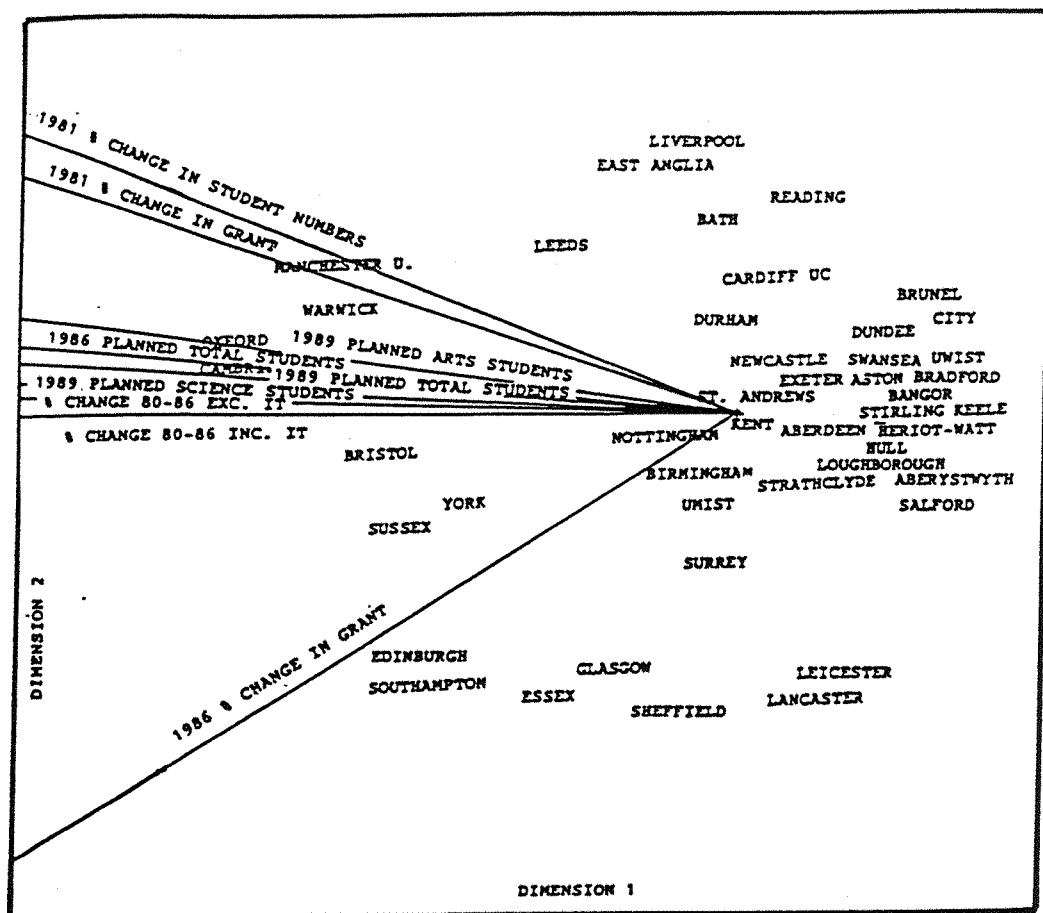 LIVERPOOL
EAST ANGLIA
1981 % CHANGE IN STUDENT NUMBERS
READING
1981 % CHANGE IN GRANT
BATH
LEEDS
MANCHESTER U.
CARDIFF UC
BRUNEL
WARWICK
DURHAM
CITY
DUNDEE
OXFORD
1989 PLANNED ARTS STUDENTS
1986 PLANNED TOTAL STUDENTS
NEWCASTLE SWANSEA UWIST
1989 PLANNED TOTAL STUDENTS
EXETER ASTON BRADFORD
1989 PLANNED SCIENCE STUDENTS
ST. ANDREWS
BANGOR
% CHANGE 80-86 EXC. IT
STIRLING KEELE
KENT
ABERDEEN HERIOT-WATT
% CHANGE 80-86 INC. IT
NOTTINGHAM
HULL
BRISTOL
LOUGHBOROUGH
BIRMINGHAM
STRATHCLYDE ABERYSTWYTH
YORK
UMIST
SALFORD
SUSSEX
SURREY
DIMENSION 2
1986 % CHANGE IN GRANT
EDINBURGH
GLASGOW
LEICESTER
SOUTHAMPTON
ESSEX
LANCASTER
SHEFFIELD
DIMENSION 1